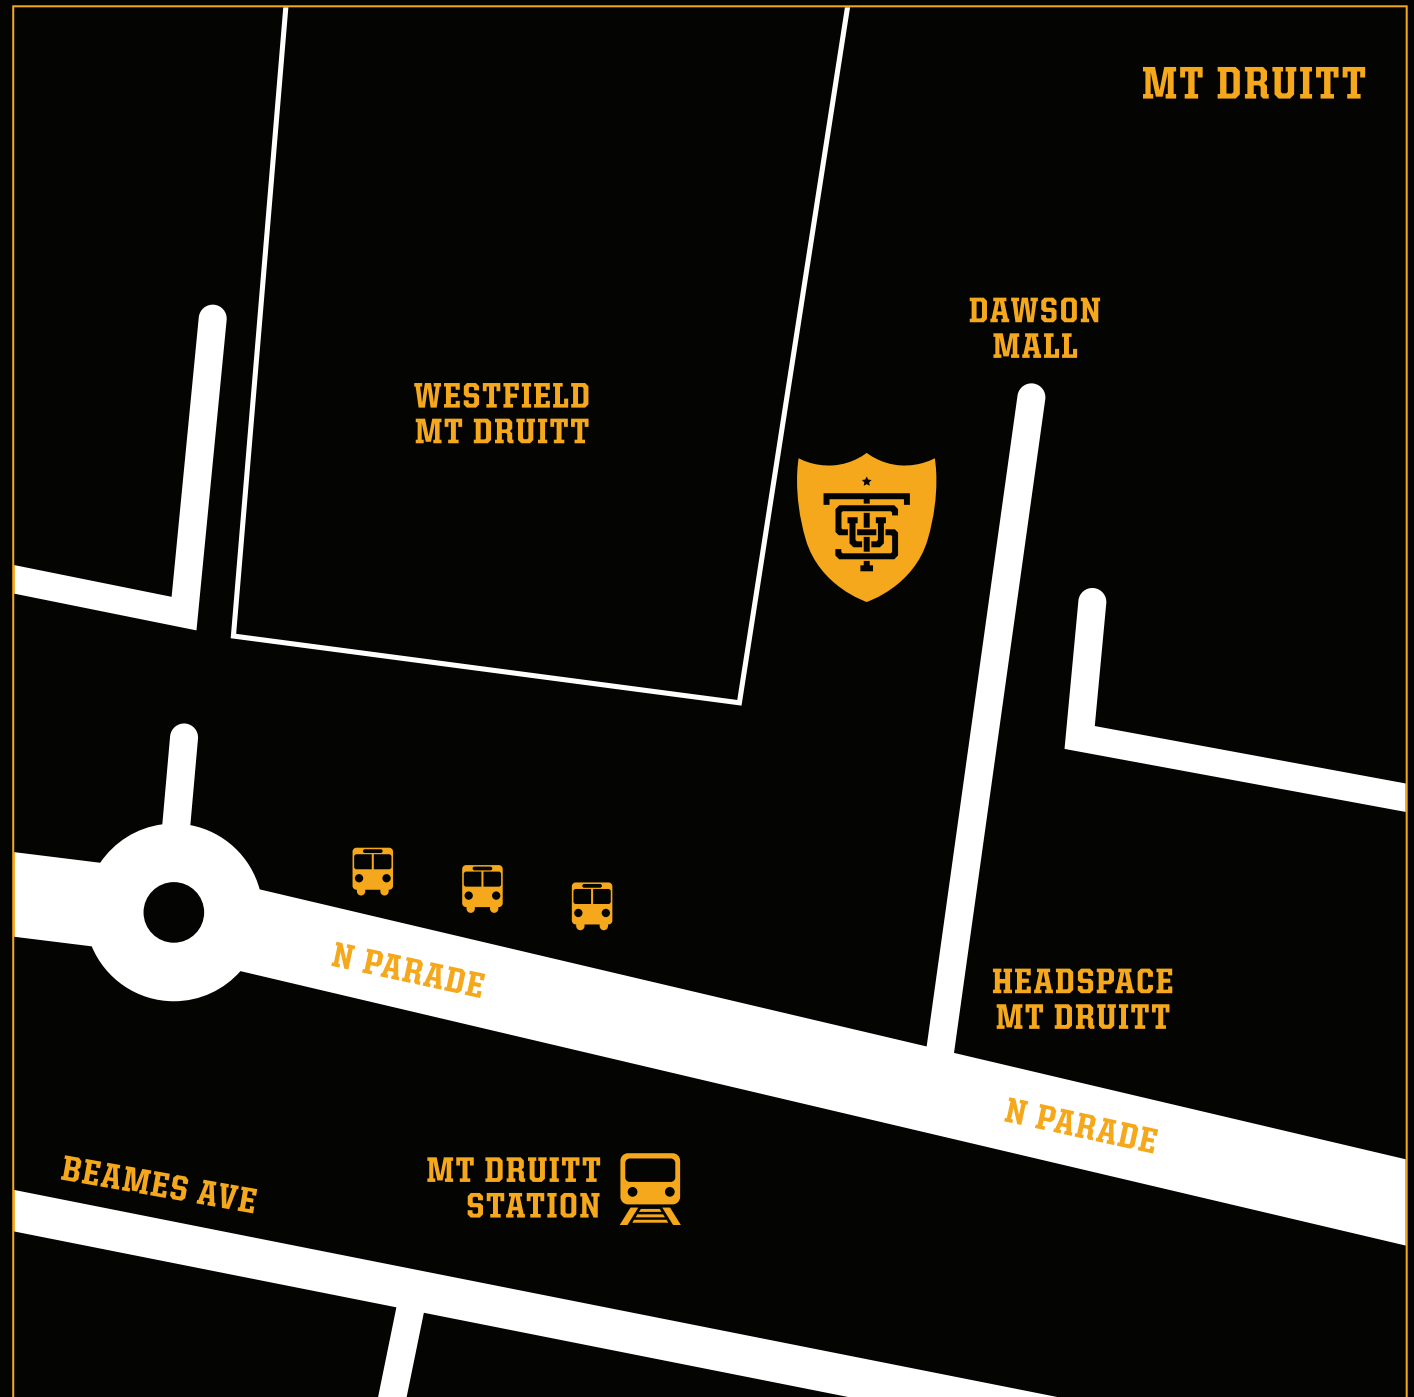 MT DRUITT
DAWSON
MALL
WESTFIELD
MT DRUITT
N PARADE
HEADSPACE
MT DRUITT
N PARADE
BEAMES AVE
MT DRUITT
STATION